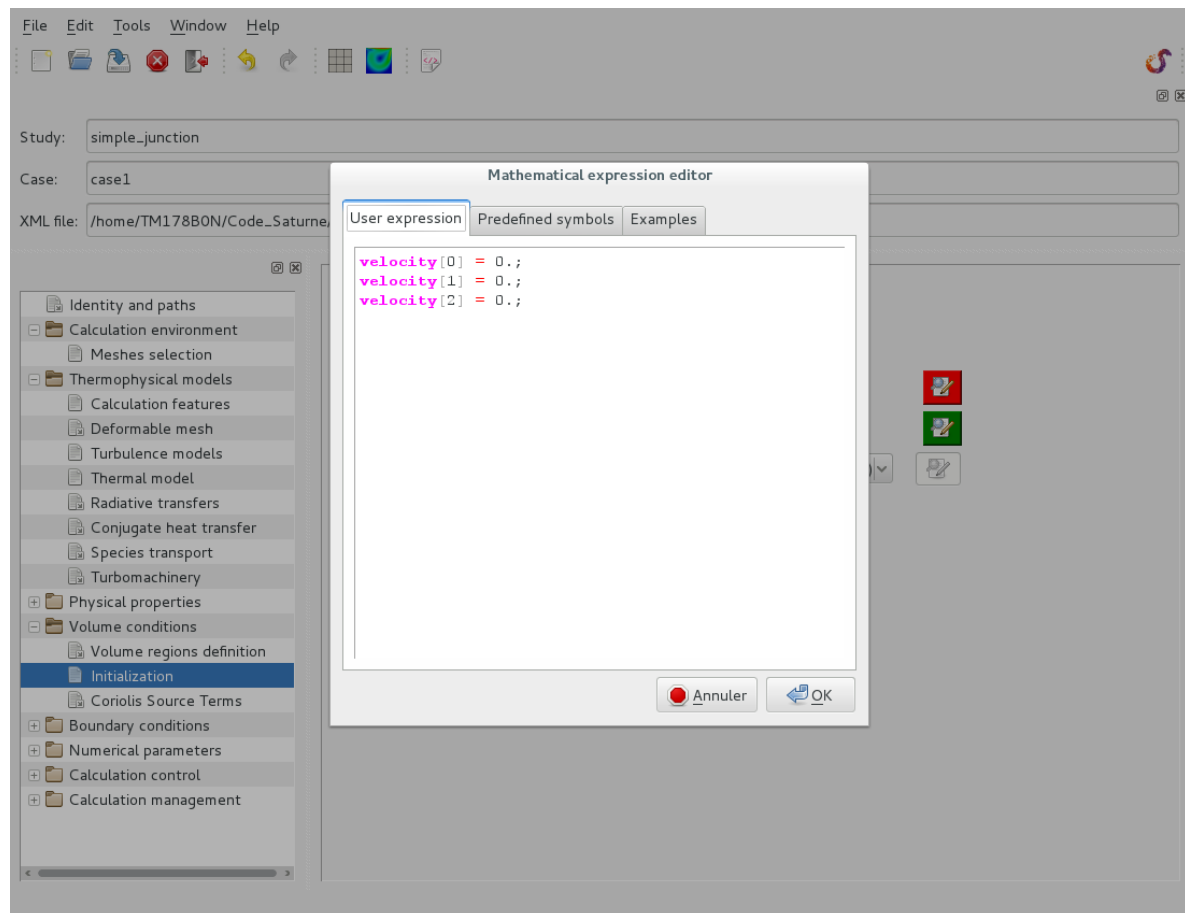 File Edit Tools Window Help
Study: simple_junction
Case: case1
XML file: /home/TM178B0N/Code_Saturne/
Mathematical expression editor
User expression Predefined symbols Examples
velocity[0] = 0.;
velocity[1] = 0.;
velocity[2] = 0.;
Annuler OK
Identity and paths
Calculation environment
Meshes selection
Thermophysical models
Calculation features
Deformable mesh
Turbulence models
Thermal model
Radiative transfers
Conjugate heat transfer
Species transport
Turbomachinery
Physical properties
Volume conditions
Volume regions definition
Initialization
Coriolis Source Terms
Boundary conditions
Numerical parameters
Calculation control
Calculation management